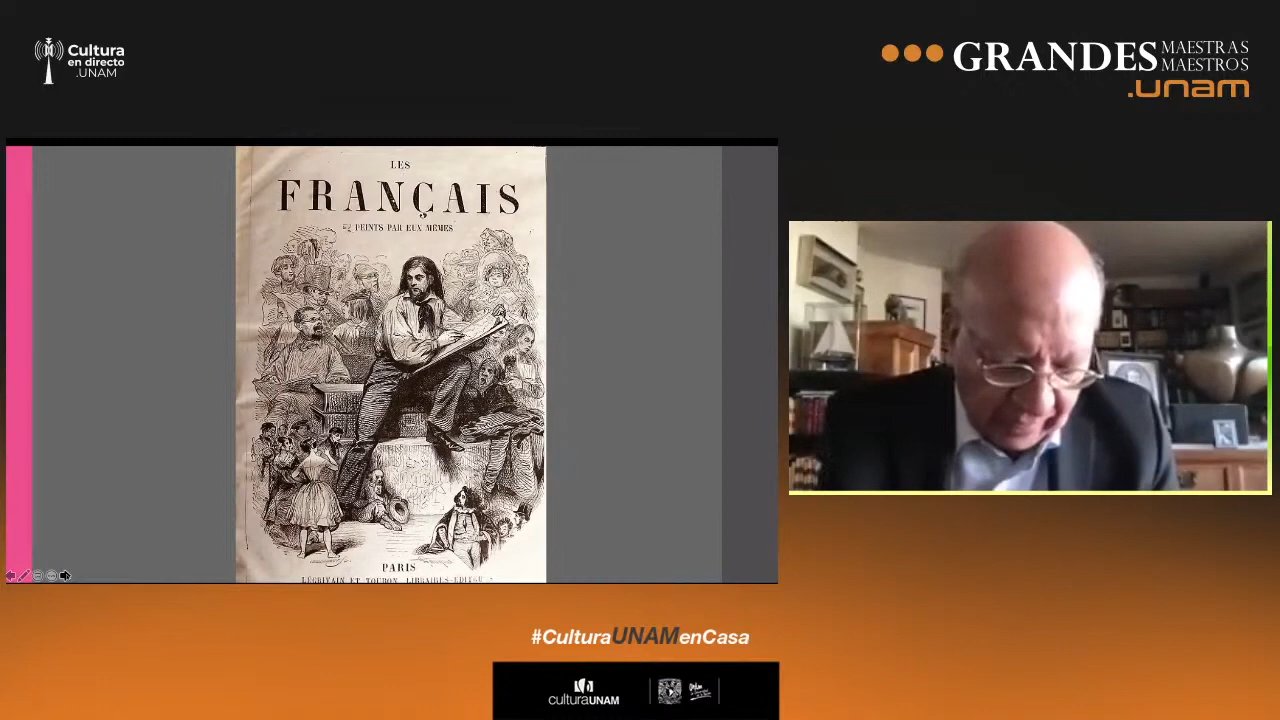 Cultura
en directo
.UNAM
GRANDES
MAESTRAS
MAESTROS
.unam
LES
FRANÇAIS
PEINTS PAR EUX MÊMES
PARIS
#CulturaUNAMenCasa
culturaUNAM